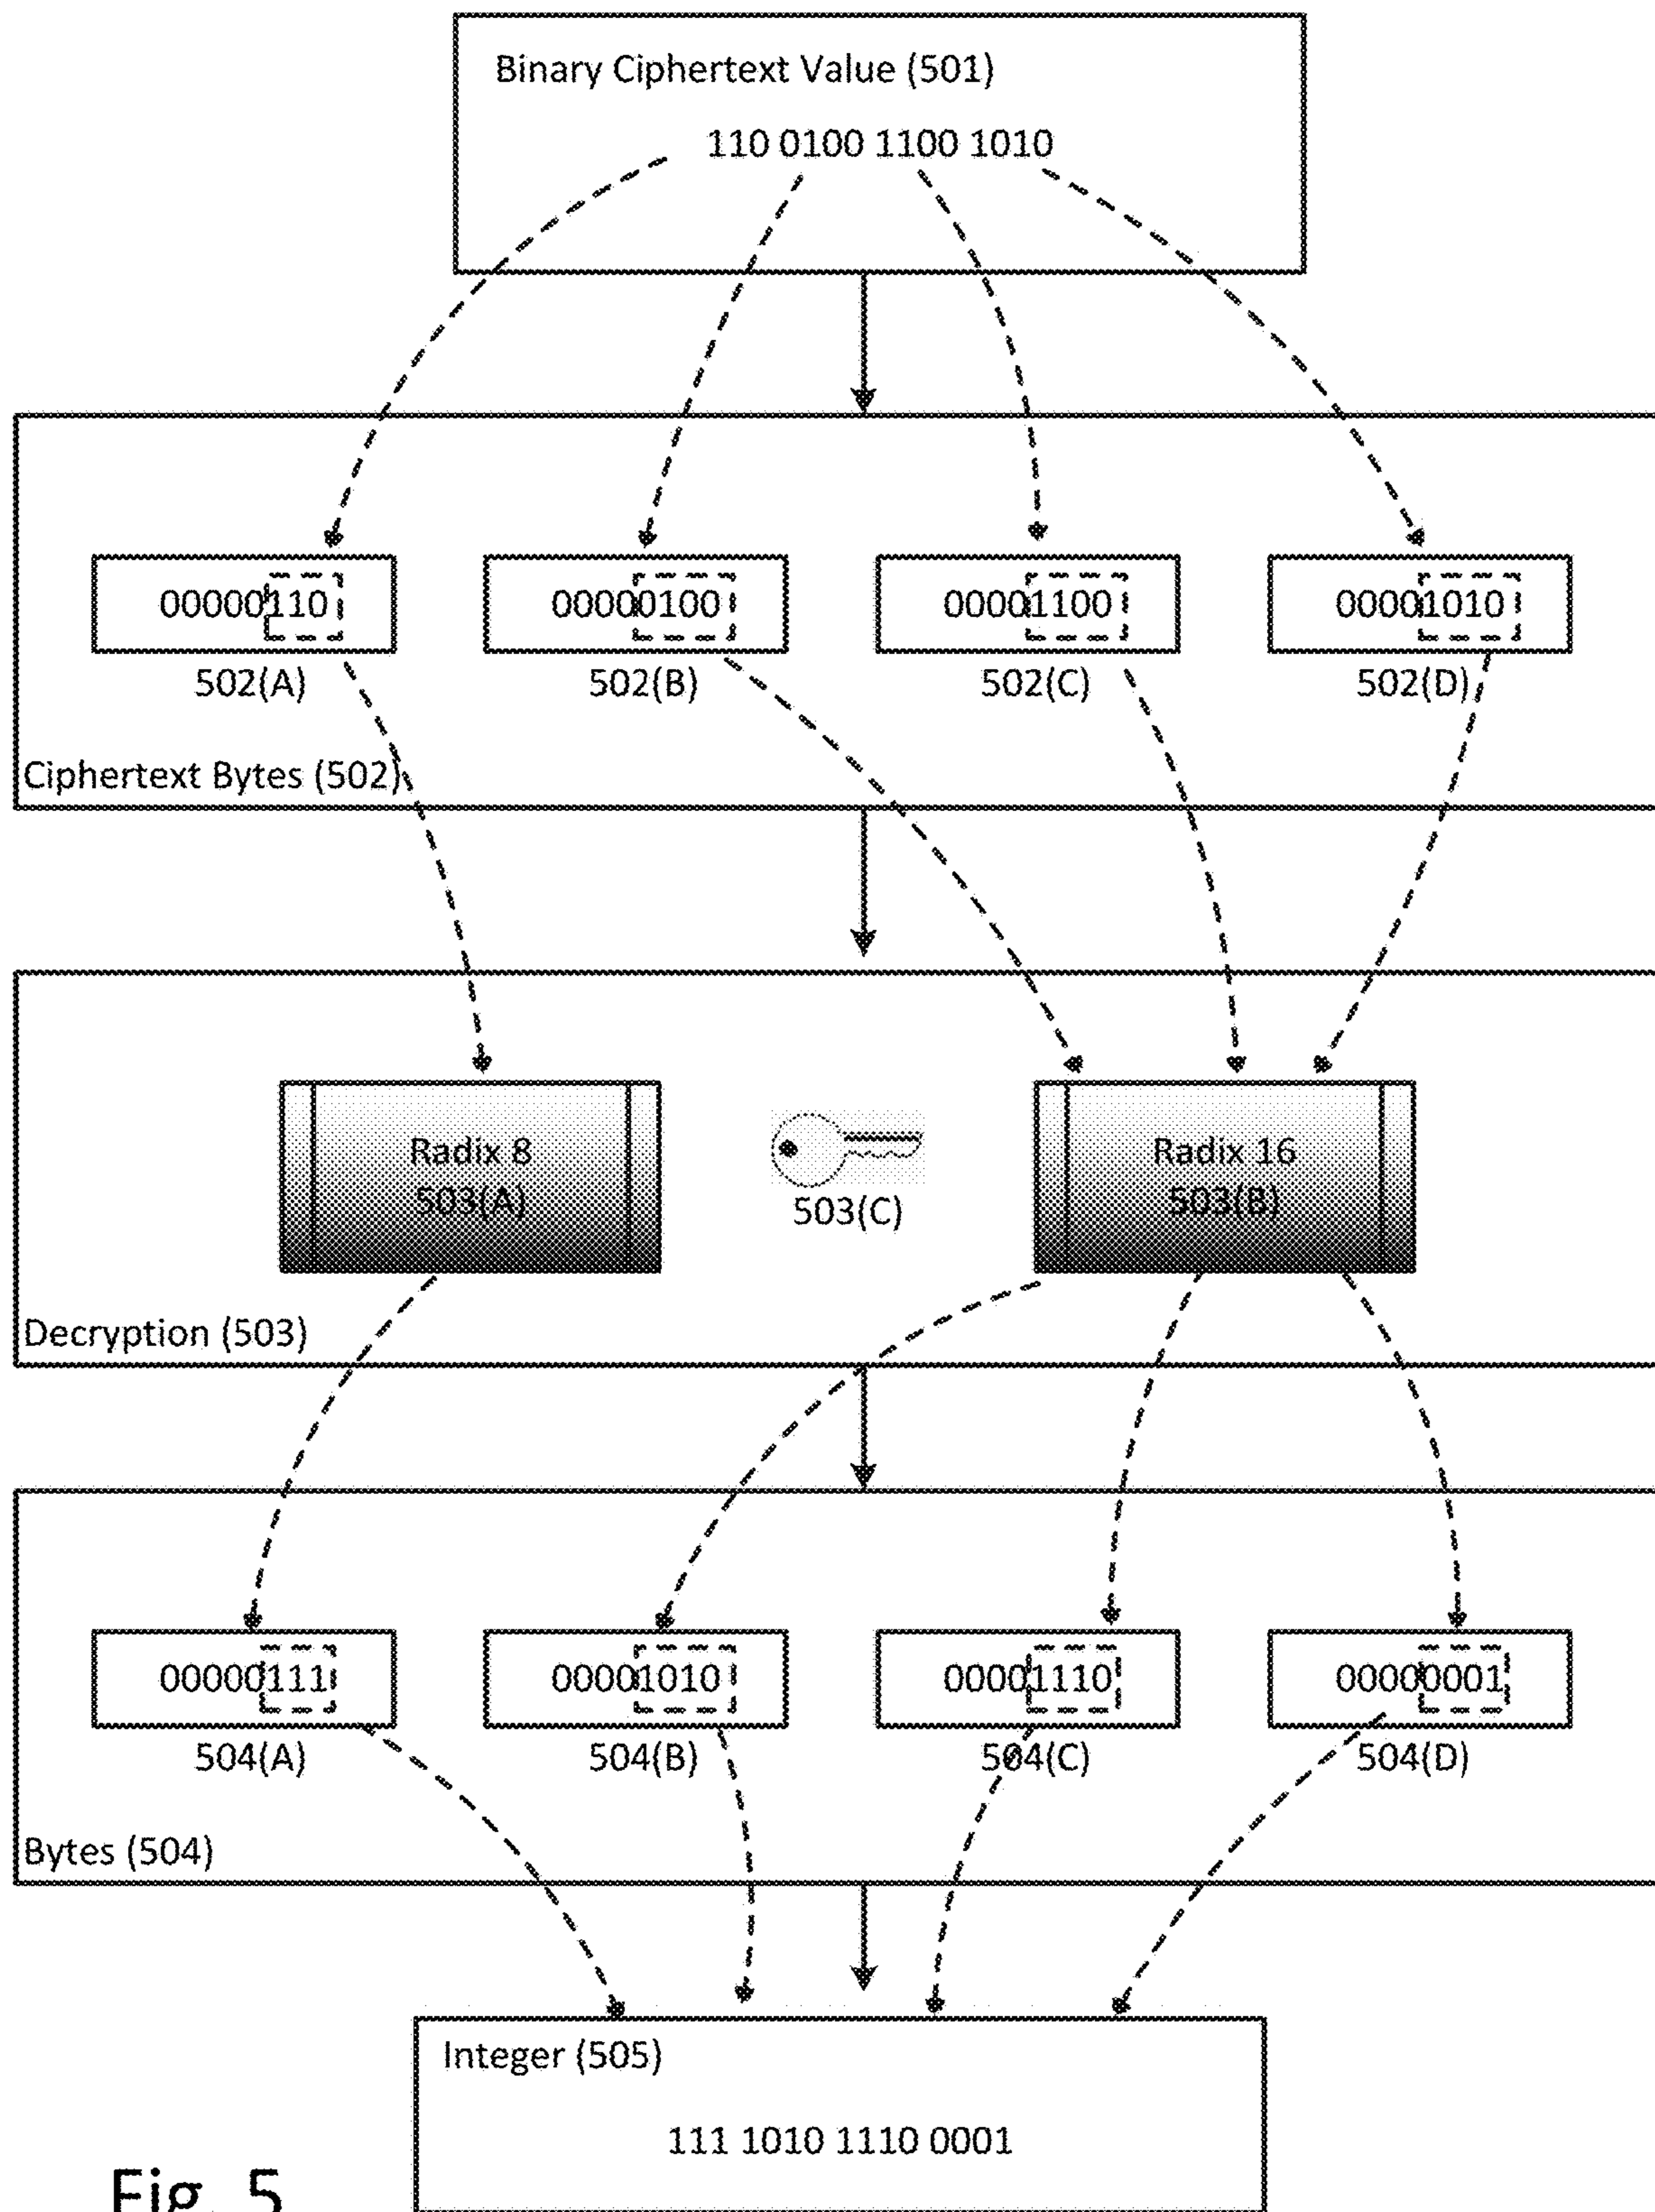 Binary Ciphertext Value (501)
110 0100 1100 1010
00000110 00000100 00001100 00001010
502(A) 502(B) 502(C) 502(D)
Ciphertext Bytes (502)
Radix 8 Radix 16
503(A) 503(C) 503(B)
Decryption (503)
00000111 00001010 00001110 00000001
504(A) 504(B) 504(C) 504(D)
Bytes (504)
Integer (505)
111 1010 1110 0001
Fig. 5